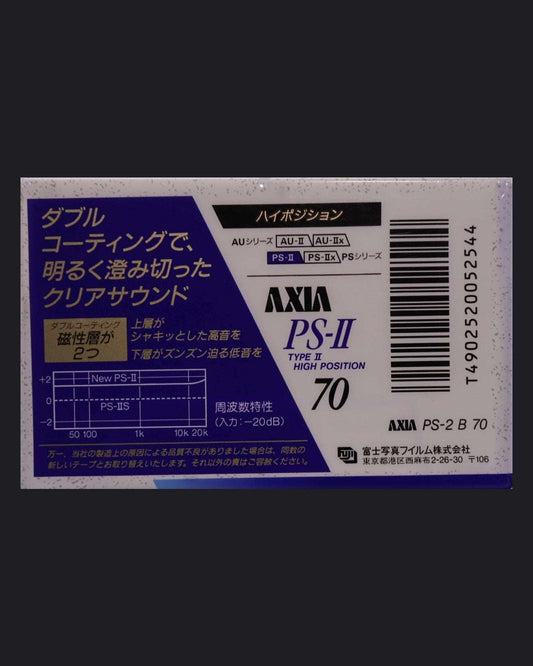 ダブル
コーティングで、
明るく澄み切った
クリアサウンド
ダブルコーティング
磁性層が
2つ
上層が
シャキッとした高音を
下層がズンズン迫る低音を
+2
0
−2
New PS-II
PS-IIS
50 100 1k 10k 20k
周波数特性
(入力:−20dB)
万一、当社の製造上の原因による品質不良がありました場合は、同数の
新しいテープとお取替えいたします。それ以外の責はご容赦ください。
ハイポジション
AUシリーズ AU-II AU-IIx
PS-II PS-IIx PSシリーズ
AXIA
PS-II
TYPE II
HIGH POSITION
70
T4902520052544
AXIA PS-2 B 70
FUJI 富士写真フイルム株式会社
東京都港区西麻布2-26-30 〒106